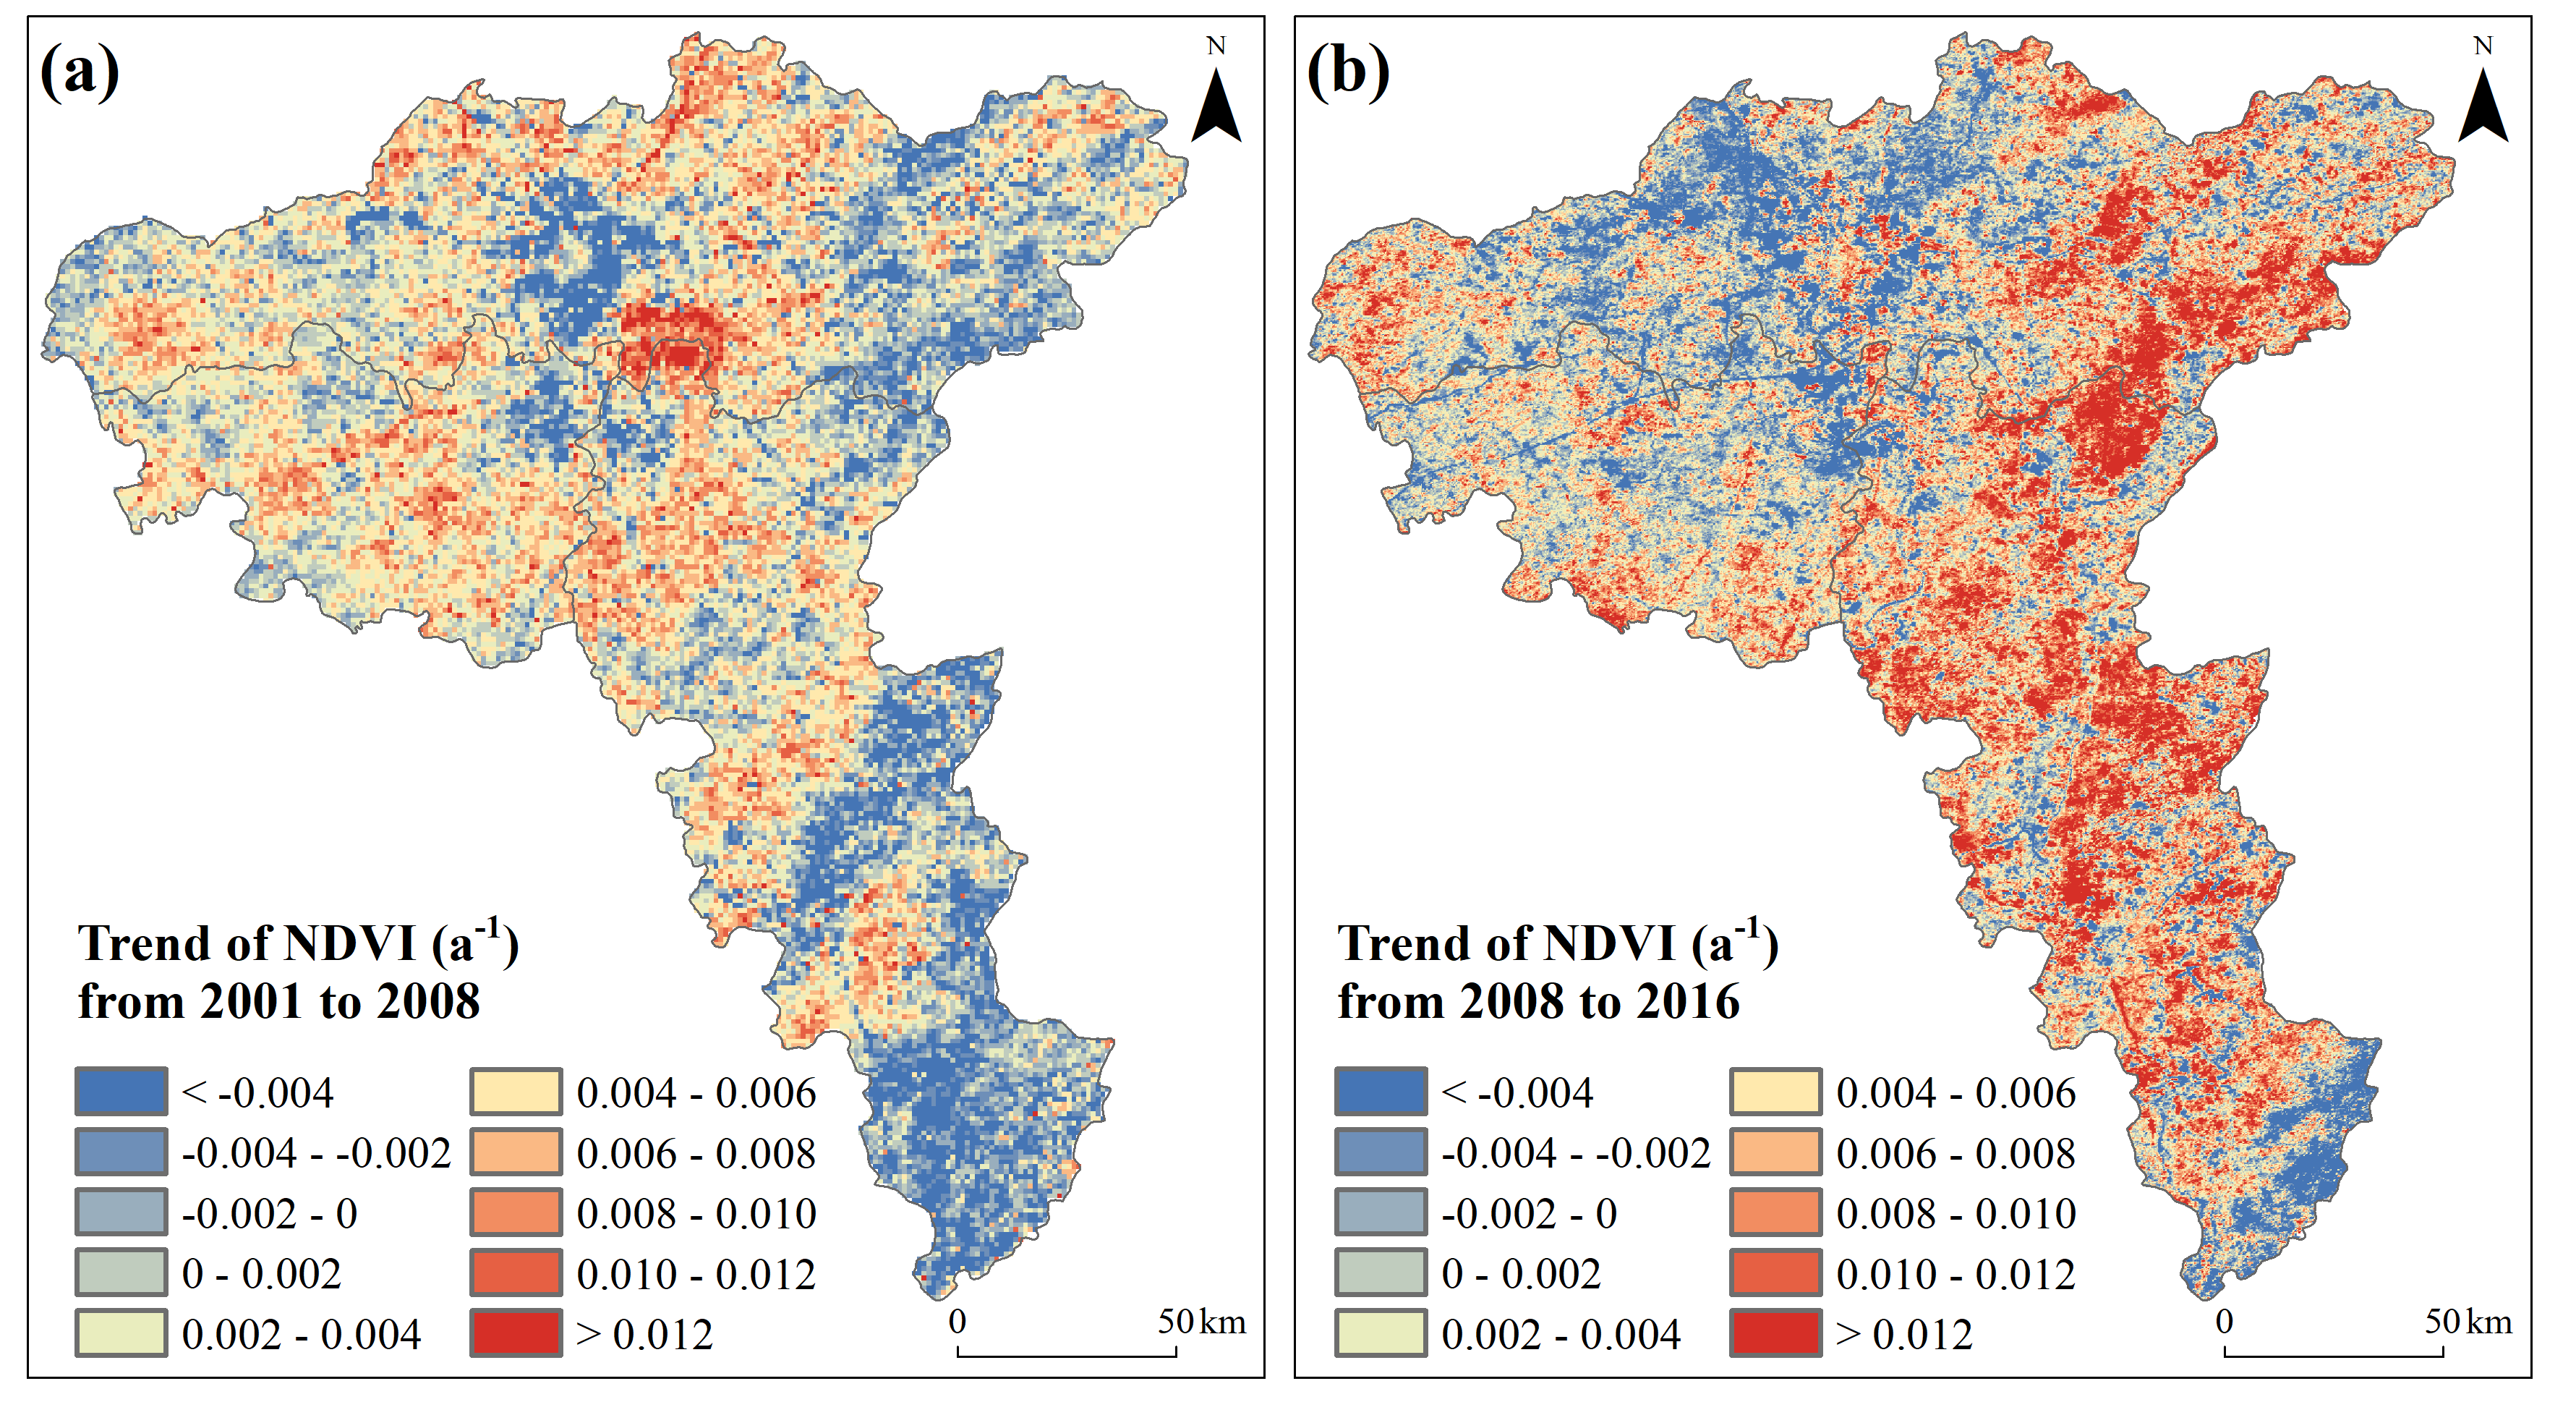 (a)
N
Trend of NDVI (a⁻¹)
from 2001 to 2008
< -0.004
-0.004 - -0.002
-0.002 - 0
0 - 0.002
0.002 - 0.004
0.004 - 0.006
0.006 - 0.008
0.008 - 0.010
0.010 - 0.012
> 0.012
0 50 km
(b)
N
Trend of NDVI (a⁻¹)
from 2008 to 2016
< -0.004
-0.004 - -0.002
-0.002 - 0
0 - 0.002
0.002 - 0.004
0.004 - 0.006
0.006 - 0.008
0.008 - 0.010
0.010 - 0.012
> 0.012
0 50 km